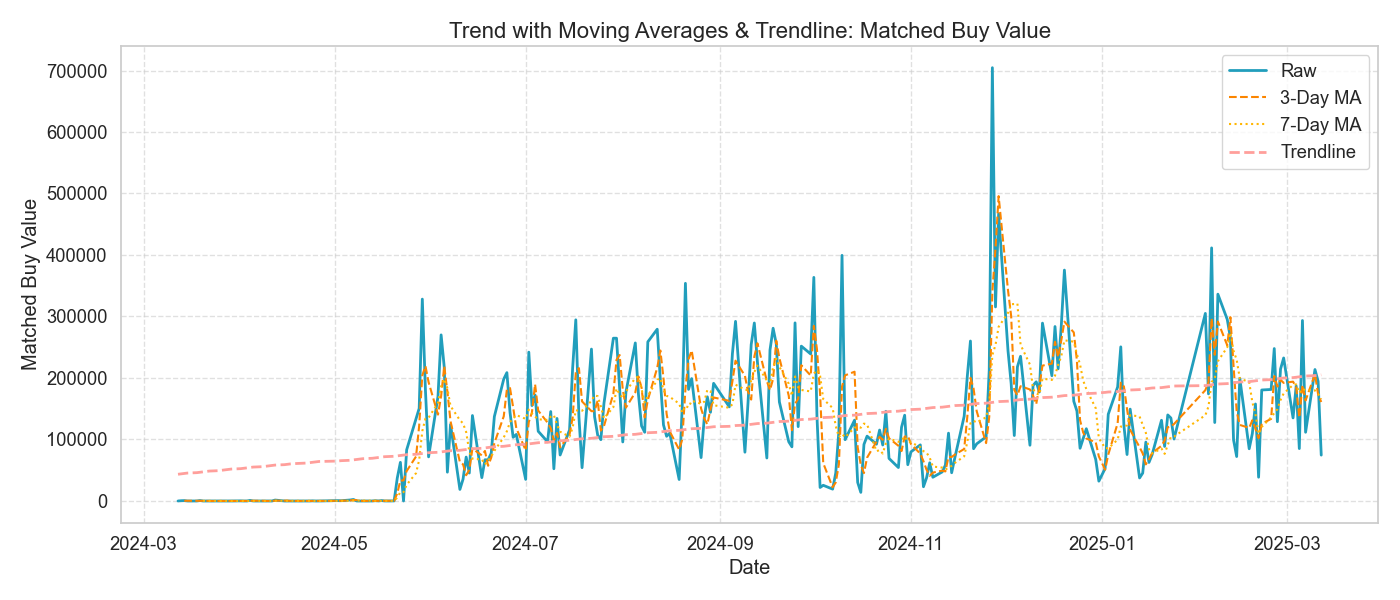 Trend with Moving Averages & Trendline: Matched Buy Value
Matched Buy Value
700000
600000
500000
400000
300000
200000
100000
0
Raw
3-Day MA
7-Day MA
Trendline
2024-03
2024-05
2024-07
2024-09
2024-11
2025-01
2025-03
Date